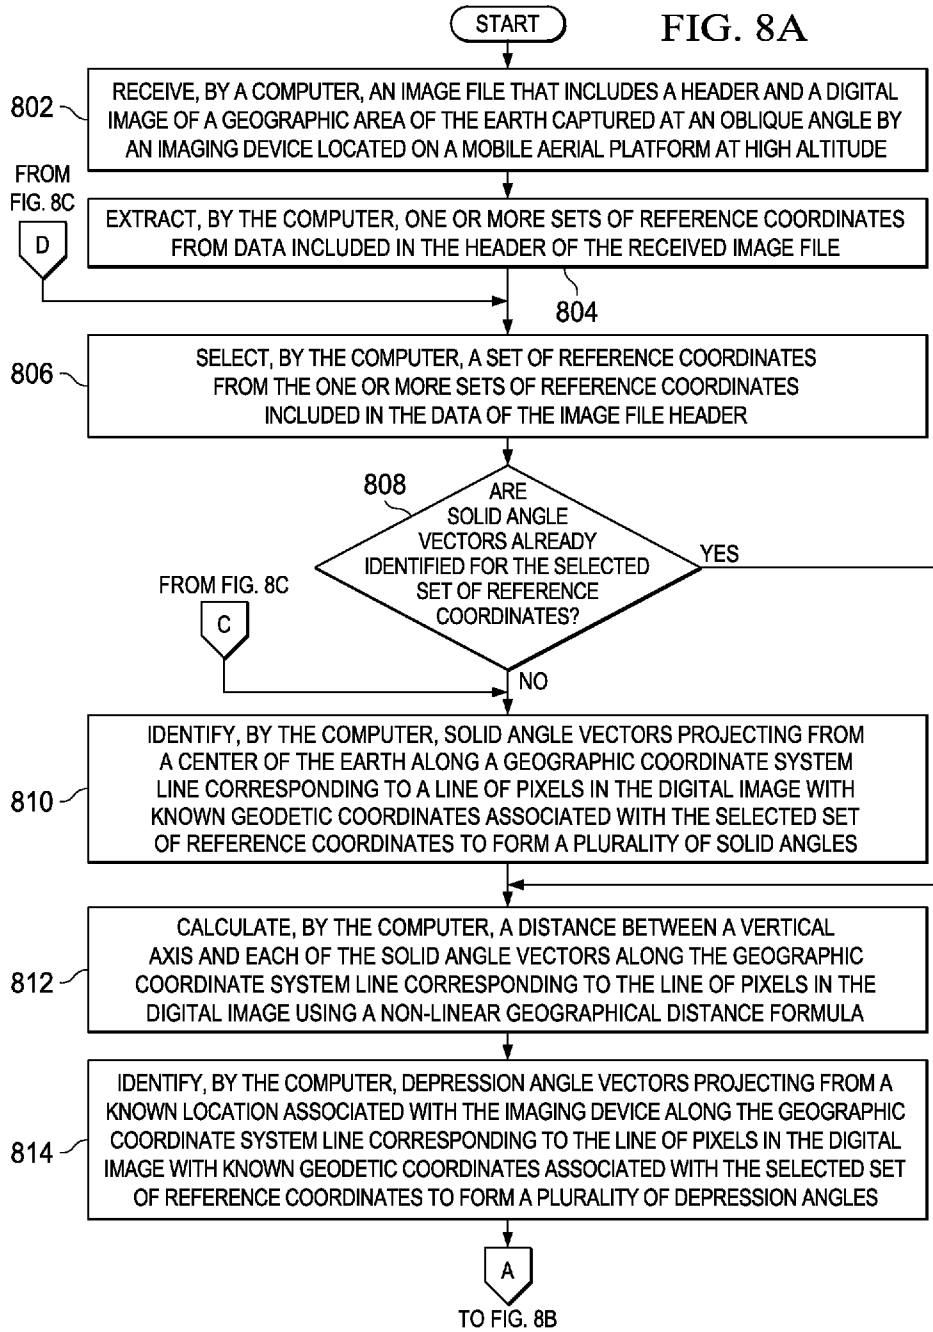 START
FIG. 8A
802
RECEIVE, BY A COMPUTER, AN IMAGE FILE THAT INCLUDES A HEADER AND A DIGITAL
IMAGE OF A GEOGRAPHIC AREA OF THE EARTH CAPTURED AT AN OBLIQUE ANGLE BY
AN IMAGING DEVICE LOCATED ON A MOBILE AERIAL PLATFORM AT HIGH ALTITUDE
FROM
FIG. 8C
D
EXTRACT, BY THE COMPUTER, ONE OR MORE SETS OF REFERENCE COORDINATES
FROM DATA INCLUDED IN THE HEADER OF THE RECEIVED IMAGE FILE
804
806
SELECT, BY THE COMPUTER, A SET OF REFERENCE COORDINATES
FROM THE ONE OR MORE SETS OF REFERENCE COORDINATES
INCLUDED IN THE DATA OF THE IMAGE FILE HEADER
808
ARE
SOLID ANGLE
VECTORS ALREADY
IDENTIFIED FOR THE SELECTED
SET OF REFERENCE
COORDINATES?
YES
FROM FIG. 8C
C
NO
810
IDENTIFY, BY THE COMPUTER, SOLID ANGLE VECTORS PROJECTING FROM
A CENTER OF THE EARTH ALONG A GEOGRAPHIC COORDINATE SYSTEM
LINE CORRESPONDING TO A LINE OF PIXELS IN THE DIGITAL IMAGE WITH
KNOWN GEODETIC COORDINATES ASSOCIATED WITH THE SELECTED SET
OF REFERENCE COORDINATES TO FORM A PLURALITY OF SOLID ANGLES
812
CALCULATE, BY THE COMPUTER, A DISTANCE BETWEEN A VERTICAL
AXIS AND EACH OF THE SOLID ANGLE VECTORS ALONG THE GEOGRAPHIC
COORDINATE SYSTEM LINE CORRESPONDING TO THE LINE OF PIXELS IN THE
DIGITAL IMAGE USING A NON-LINEAR GEOGRAPHICAL DISTANCE FORMULA
814
IDENTIFY, BY THE COMPUTER, DEPRESSION ANGLE VECTORS PROJECTING FROM A
KNOWN LOCATION ASSOCIATED WITH THE IMAGING DEVICE ALONG THE GEOGRAPHIC
COORDINATE SYSTEM LINE CORRESPONDING TO THE LINE OF PIXELS IN THE DIGITAL
IMAGE WITH KNOWN GEODETIC COORDINATES ASSOCIATED WITH THE SELECTED SET
OF REFERENCE COORDINATES TO FORM A PLURALITY OF DEPRESSION ANGLES
A
TO FIG. 8B